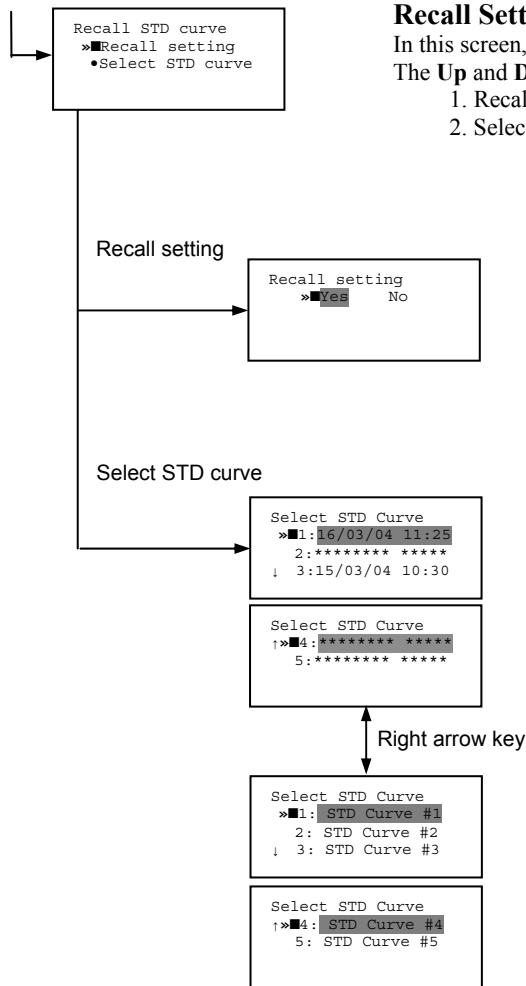 Recall STD curve
»■Recall setting
•Select STD curve
Recall Sett
In this screen,
The Up and D
1. Recal
2. Selec
Recall setting
Recall setting
»■Yes No
Select STD curve
Select STD Curve
»■1:16/03/04 11:25
2:******** *****
↓ 3:15/03/04 10:30
Select STD Curve
↑»■4:******** *****
5:******** *****
Right arrow key
Select STD Curve
»■1: STD Curve #1
2: STD Curve #2
↓ 3: STD Curve #3
Select STD Curve
↑»■4: STD Curve #4
5: STD Curve #5